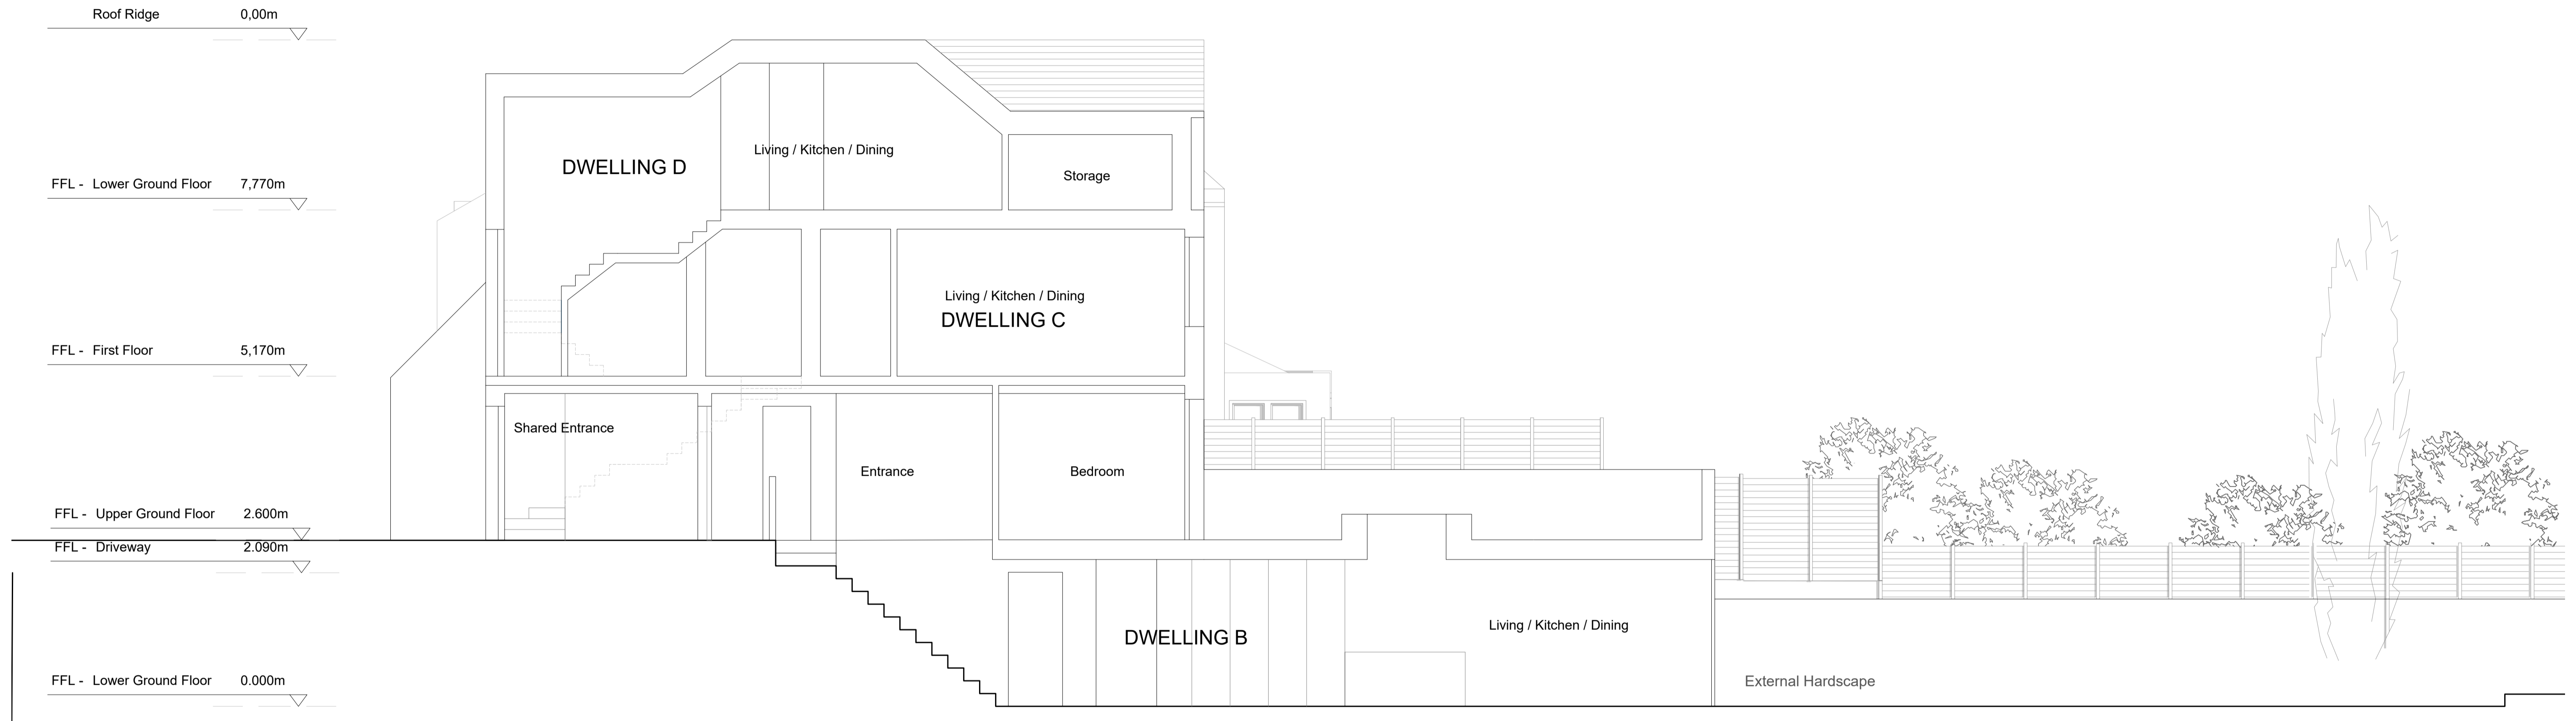 Roof Ridge 0,00m
DWELLING D
Living / Kitchen / Dining
Storage
FFL - Lower Ground Floor 7,770m
Living / Kitchen / Dining
DWELLING C
FFL - First Floor 5,170m
Shared Entrance
Entrance
Bedroom
FFL - Upper Ground Floor 2.600m
FFL - Driveway 2.090m
DWELLING B
Living / Kitchen / Dining
FFL - Lower Ground Floor 0.000m
External Hardscape